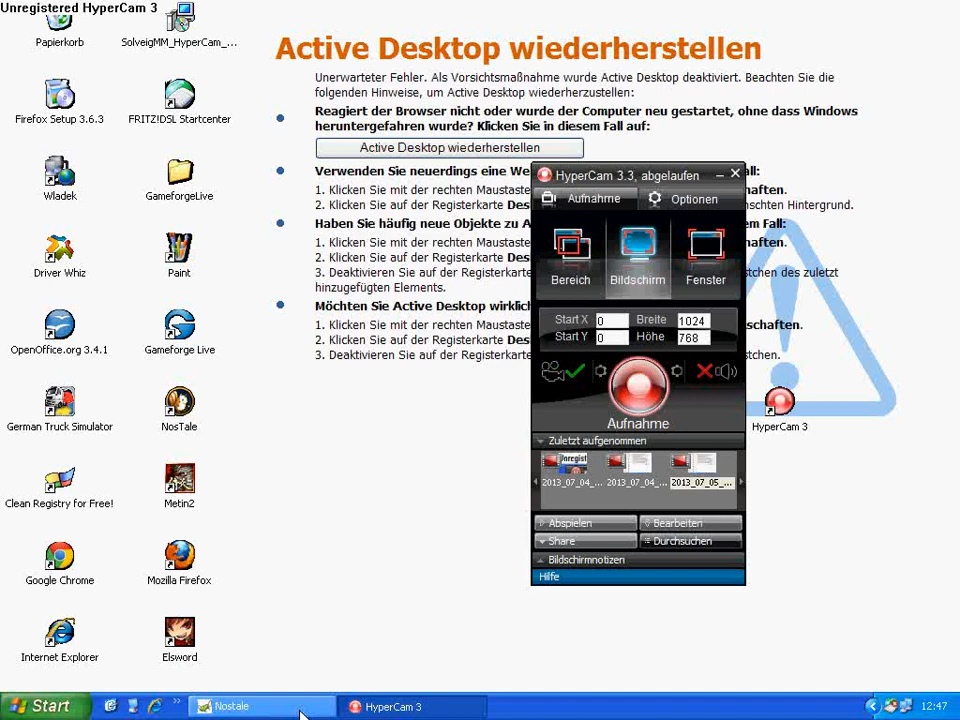 Unregistered HyperCam 3
Papierkorb
SolveigMM_HyperCam_...
Firefox Setup 3.6.3
FRITZ!DSL Startcenter
Wladek
GameforgeLive
Driver Whiz
Paint
OpenOffice.org 3.4.1
Gameforge Live
German Truck Simulator
NosTale
Clean Registry for Free!
Metin2
Google Chrome
Mozilla Firefox
Internet Explorer
Elsword
Active Desktop wiederherstellen
Unerwarteter Fehler. Als Vorsichtsmaßnahme wurde Active Desktop deaktiviert. Beachten Sie die
folgenden Hinweise, um Active Desktop wiederherzustellen:
Reagiert der Browser nicht oder wurde der Computer neu gestartet, ohne dass Windows
heruntergefahren wurde? Klicken Sie in diesem Fall auf:
Active Desktop wiederherstellen
Verwenden Sie neuerdings eine We
ll:
1. Klicken Sie mit der rechten Maustaste
haften.
2. Klicken Sie auf der Registerkarte Des
nschten Hintergrund.
Haben Sie häufig neue Objekte zu A
em Fall:
1. Klicken Sie mit der rechten Maustaste
haften.
2. Klicken Sie auf der Registerkarte Des
3. Deaktivieren Sie auf der Registerkarte
stchen des zuletzt
hinzugefügten Elements.
Möchten Sie Active Desktop wirklich
1. Klicken Sie mit der rechten Maustaste
schaften.
2. Klicken Sie auf der Registerkarte Des
3. Deaktivieren Sie auf der Registerkarte
stchen.
HyperCam 3.3, abgelaufen
Aufnahme
Optionen
Bereich
Bildschirm
Fenster
Start X 0 Breite 1024
Start Y 0 Höhe 768
Aufnahme
Zuletzt aufgenommen
Unregist
2013_07_04_...
2013_07_04_...
2013_07_05_...
Abspielen
Bearbeiten
Share
Durchsuchen
Bildschirmnotizen
Hilfe
HyperCam 3
Start
Nostale
HyperCam 3
12:47